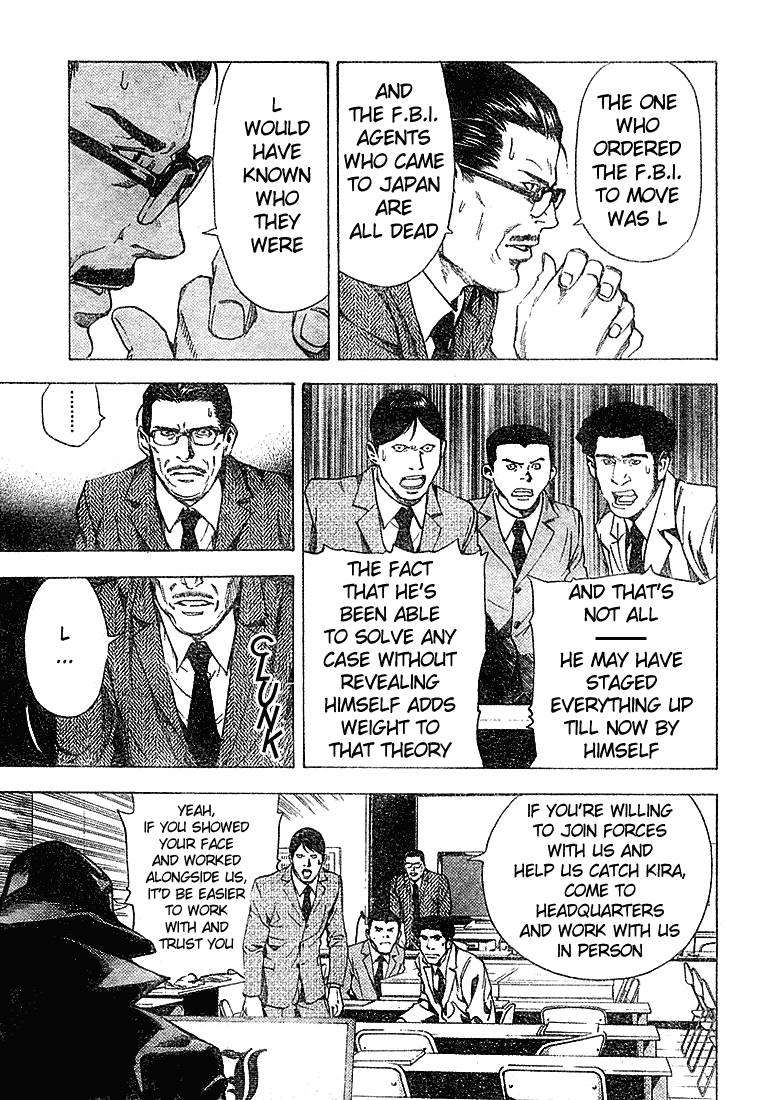 THE ONE
WHO
ORDERED
THE F.B.I.
TO MOVE
WAS L
AND
THE F.B.I.
AGENTS
WHO CAME
TO JAPAN
ARE
ALL DEAD
L
WOULD
HAVE
KNOWN
WHO
THEY
WERE
AND THAT'S
NOT ALL
HE MAY HAVE
STAGED
EVERYTHING UP
TILL NOW BY
HIMSELF
THE FACT
THAT HE'S
BEEN ABLE
TO SOLVE ANY
CASE WITHOUT
REVEALING
HIMSELF ADDS
WEIGHT TO
THAT THEORY
........
CLUNK
L
...
IF YOU'RE WILLING
TO JOIN FORCES
WITH US AND
HELP US CATCH KIRA,
COME TO
HEADQUARTERS
AND WORK WITH US
IN PERSON
YEAH,
IF YOU SHOWED
YOUR FACE
AND WORKED
ALONGSIDE US,
IT'D BE EASIER
TO WORK
WITH AND
TRUST YOU
L